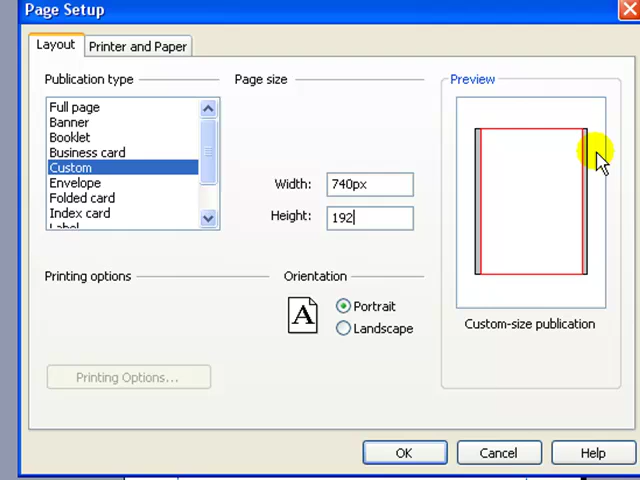 Page Setup
Layout
Printer and Paper
Publication type
Page size
Preview
Full page
Banner
Booklet
Business card
Custom
Envelope
Folded card
Index card
Label
Width: 740px
Height: 192
Printing options
Orientation
A
Portrait
Landscape
Custom-size publication
Printing Options...
OK
Cancel
Help